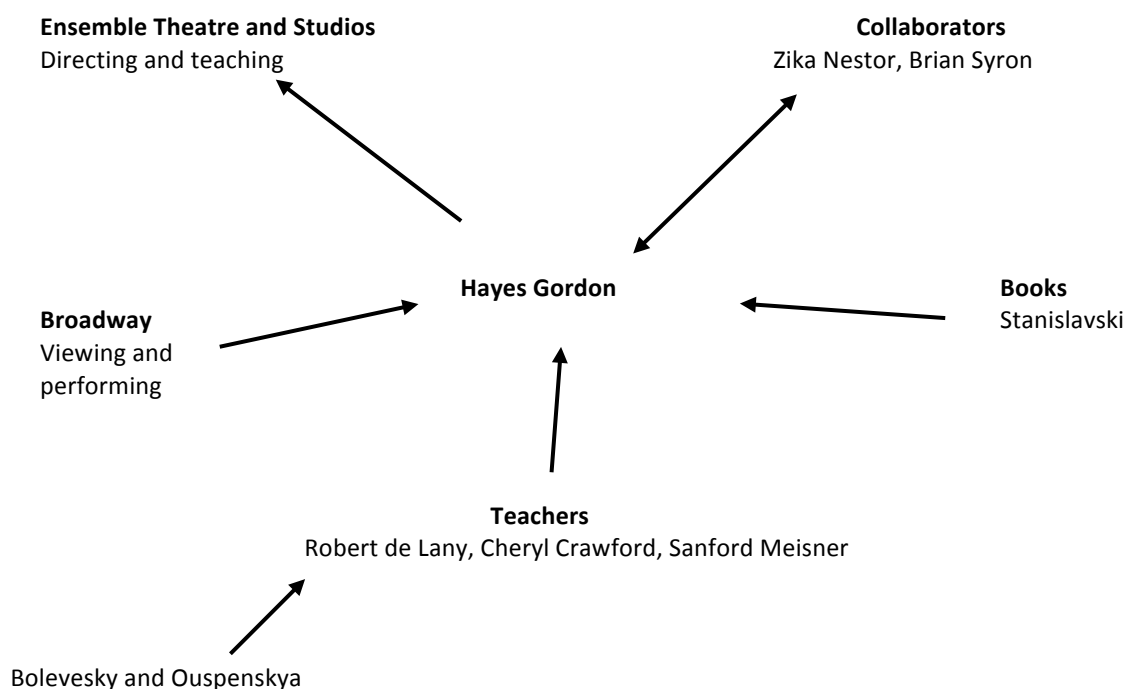 Ensemble Theatre and Studios
Directing and teaching
Collaborators
Zika Nestor, Brian Syron
Hayes Gordon
Broadway
Viewing and
performing
Books
Stanislavski
Teachers
Robert de Lany, Cheryl Crawford, Sanford Meisner
Bolevesky and Ouspenskya